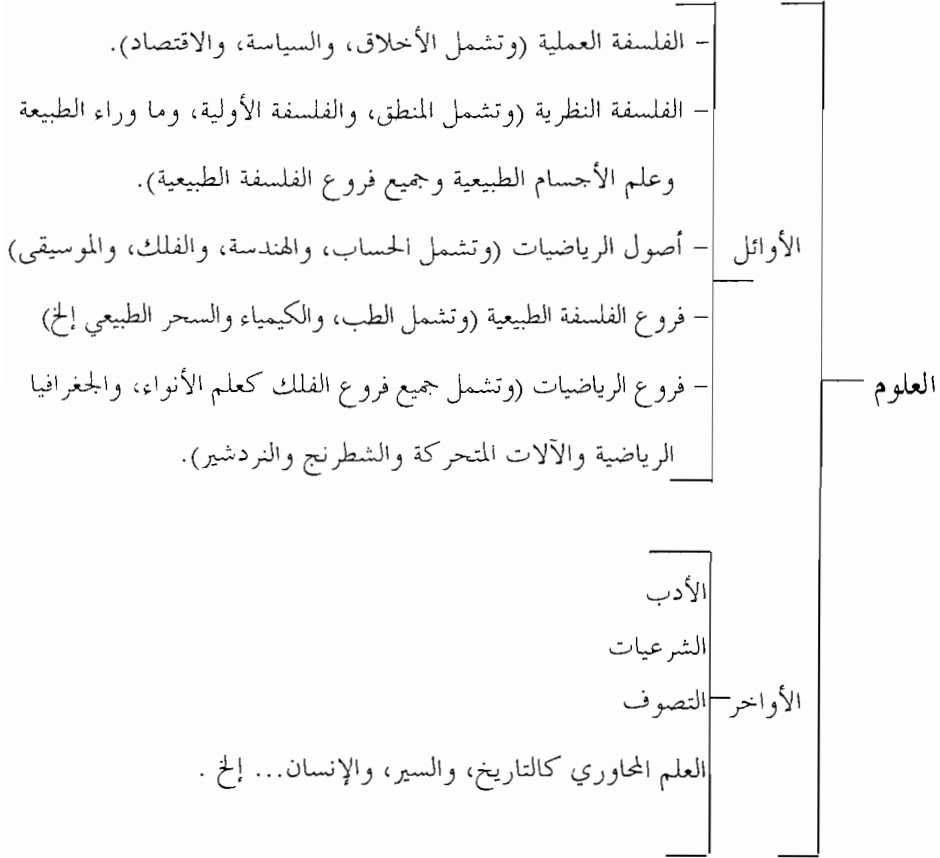 - الفلسفة العملية (وتشمل الأخلاق، والسياسة، والاقتصاد).
- الفلسفة النظرية (وتشمل المنطق، والفلسفة الأولية، وما وراء الطبيعة
وعلم الأجسام الطبيعية وجميع فروع الفلسفة الطبيعية).
الأوائل
- أصول الرياضيات (وتشمل الحساب، والهندسة، والفلك، والموسيقى)
- فروع الفلسفة الطبيعية (وتشمل الطب، والكيمياء والسحر الطبيعي إلخ)
العلوم
- فروع الرياضيات (وتشمل جميع فروع الفلك كعلم الأنواء، والجغرافيا
الرياضية والآلات المتحركة والشطرنج والنردشير).
الأدب
الشرعيات
الأواخر
التصوف
العلم المحاوري كالتاريخ، والسير، والإنسان... إلخ .